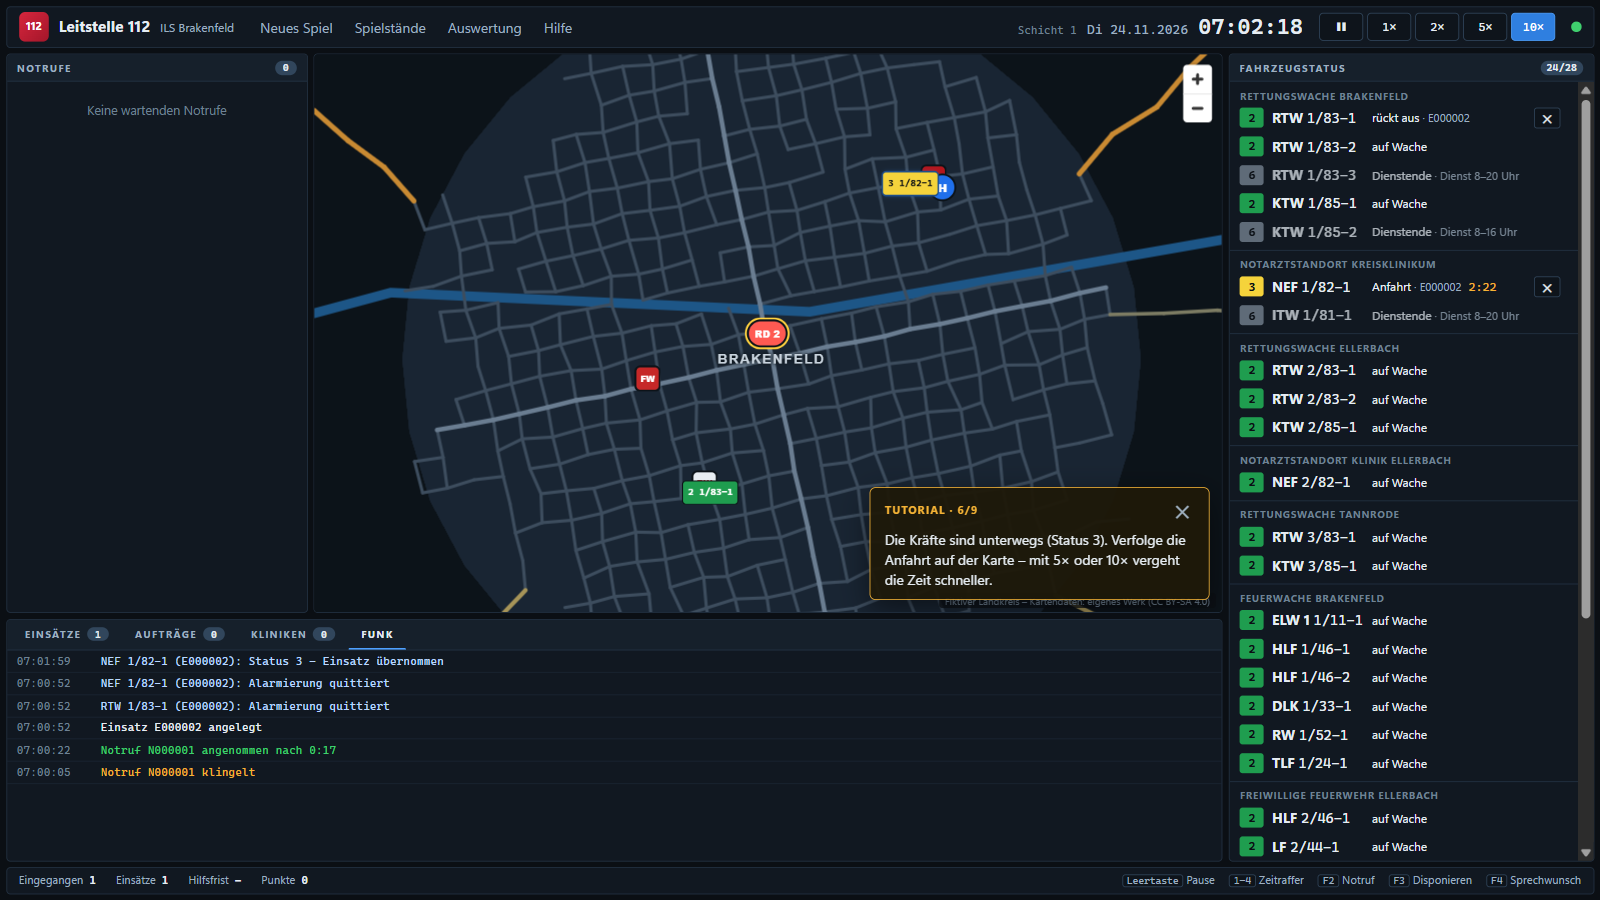 112 Leitstelle 112 ILS Brakenfeld Neues Spiel Spielstände Auswertung Hilfe Schicht 1 Di 24.11.2026 07:02:18 1× 2× 5× 10×
NOTRUFE 0
Keine wartenden Notrufe
+
−
3 1/82−1
H
RD 2
BRAKENFELD
FW
2 1/83−1
TUTORIAL · 6/9
Die Kräfte sind unterwegs (Status 3). Verfolge die
Anfahrt auf der Karte – mit 5× oder 10× vergeht
die Zeit schneller.
Fiktiver Landkreis – Kartendaten: eigenes Werk (CC BY-SA 4.0)
EINSÄTZE 1 AUFTRÄGE 0 KLINIKEN 0 FUNK
07:01:59 NEF 1/82−1 (E000002): Status 3 − Einsatz übernommen
07:00:52 NEF 1/82−1 (E000002): Alarmierung quittiert
07:00:52 RTW 1/83−1 (E000002): Alarmierung quittiert
07:00:52 Einsatz E000002 angelegt
07:00:22 Notruf N000001 angenommen nach 0:17
07:00:05 Notruf N000001 klingelt
FAHRZEUGSTATUS 24/28
RETTUNGSWACHE BRAKENFELD
2 RTW 1/83−1 rückt aus · E000002
2 RTW 1/83−2 auf Wache
6 RTW 1/83−3 Dienstende · Dienst 8–20 Uhr
2 KTW 1/85−1 auf Wache
6 KTW 1/85−2 Dienstende · Dienst 8–16 Uhr
NOTARZTSTANDORT KREISKLINIKUM
3 NEF 1/82−1 Anfahrt · E000002 2:22
6 ITW 1/81−1 Dienstende · Dienst 8–20 Uhr
RETTUNGSWACHE ELLERBACH
2 RTW 2/83−1 auf Wache
2 RTW 2/83−2 auf Wache
2 KTW 2/85−1 auf Wache
NOTARZTSTANDORT KLINIK ELLERBACH
2 NEF 2/82−1 auf Wache
RETTUNGSWACHE TANNRODE
2 RTW 3/83−1 auf Wache
2 KTW 3/85−1 auf Wache
FEUERWACHE BRAKENFELD
2 ELW 1 1/11−1 auf Wache
2 HLF 1/46−1 auf Wache
2 HLF 1/46−2 auf Wache
2 DLK 1/33−1 auf Wache
2 RW 1/52−1 auf Wache
2 TLF 1/24−1 auf Wache
FREIWILLIGE FEUERWEHR ELLERBACH
2 HLF 2/46−1 auf Wache
2 LF 2/44−1 auf Wache
Eingegangen 1 Einsätze 1 Hilfsfrist − Punkte 0 Leertaste Pause 1−4 Zeitraffer F2 Notruf F3 Disponieren F4 Sprechwunsch